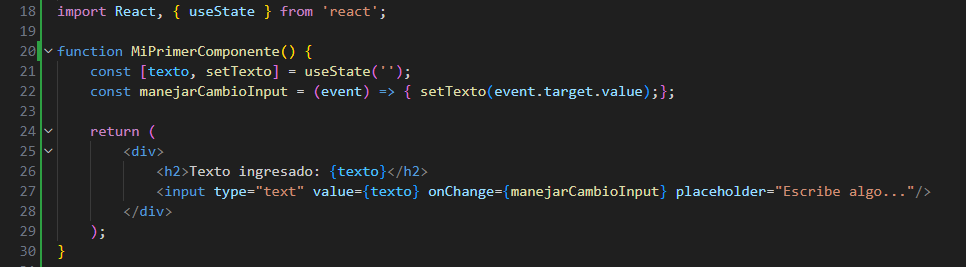 18 import React, { useState } from 'react';
19
20 function MiPrimerComponente() {
21 const [texto, setTexto] = useState('');
22 const manejarCambioInput = (event) => { setTexto(event.target.value);};
23
24 return (
25 <div>
26 <h2>Texto ingresado: {texto}</h2>
27 <input type="text" value={texto} onChange={manejarCambioInput} placeholder="Escribe algo..."/>
28 </div>
29 );
30 }